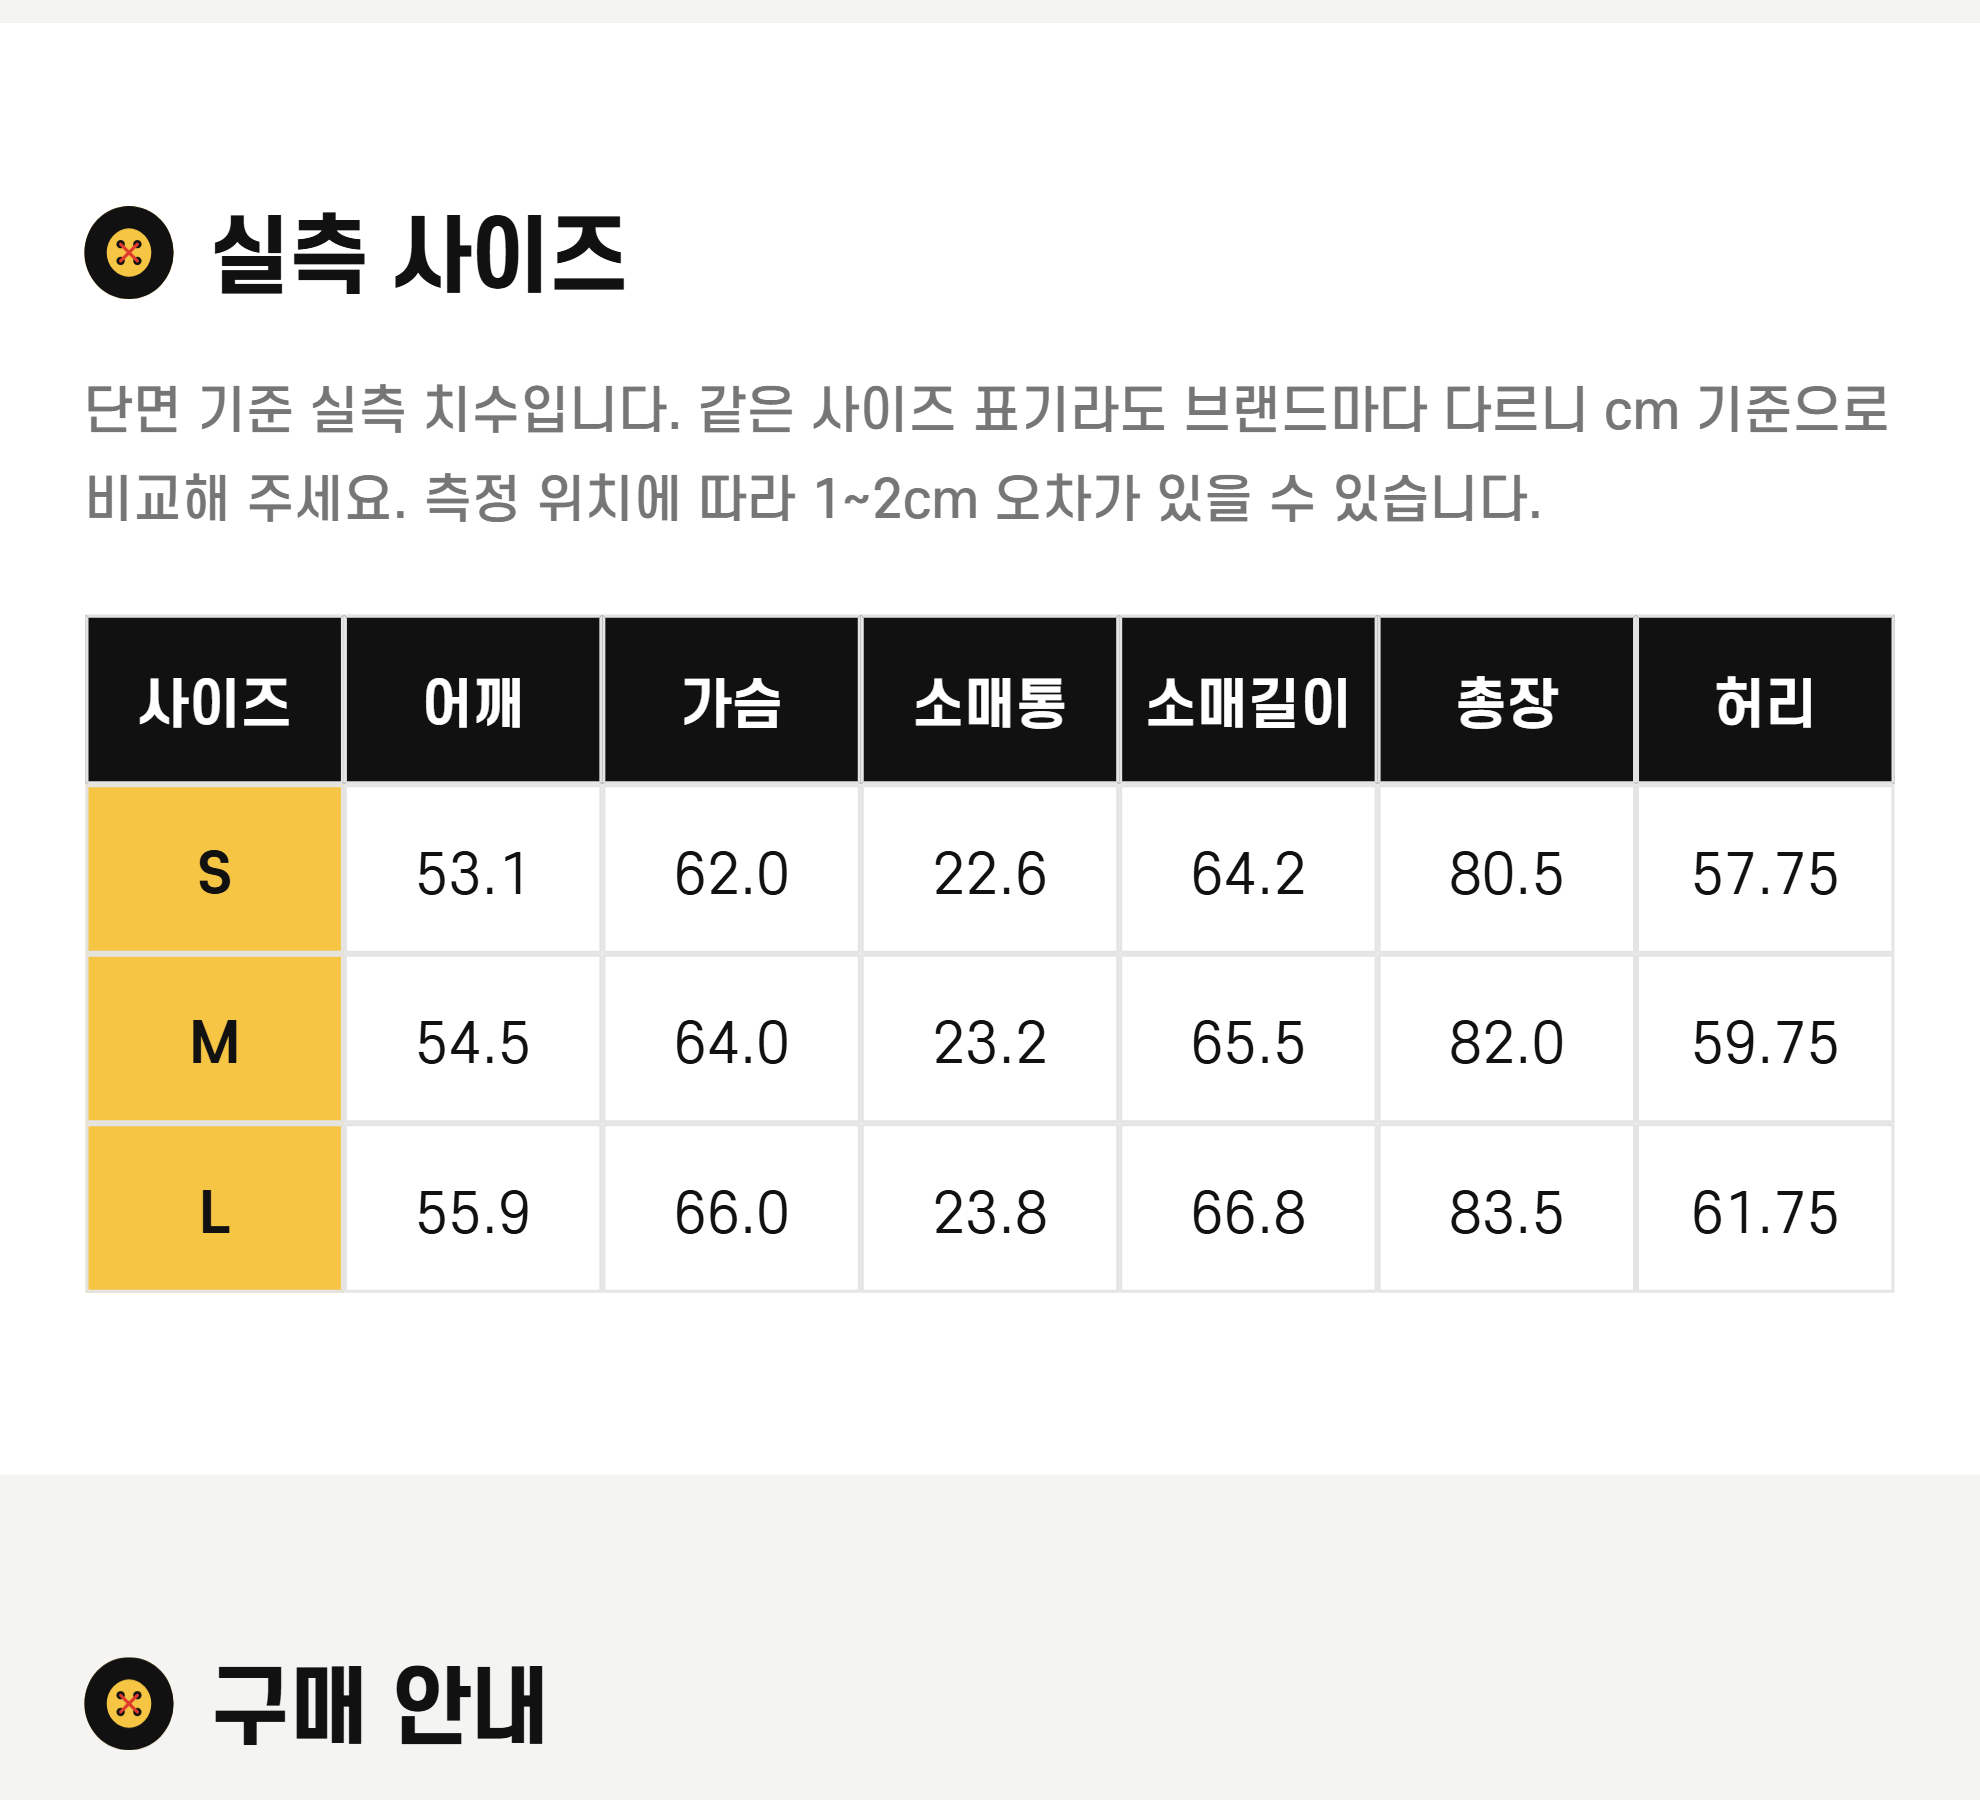 실측 사이즈
단면 기준 실측 치수입니다. 같은 사이즈 표기라도 브랜드마다 다르니 cm 기준으로
비교해 주세요. 측정 위치에 따라 1~2cm 오차가 있을 수 있습니다.
사이즈 어깨 가슴 소매통 소매길이 총장 허리
S 53.1 62.0 22.6 64.2 80.5 57.75
M 54.5 64.0 23.2 65.5 82.0 59.75
L 55.9 66.0 23.8 66.8 83.5 61.75
구매 안내